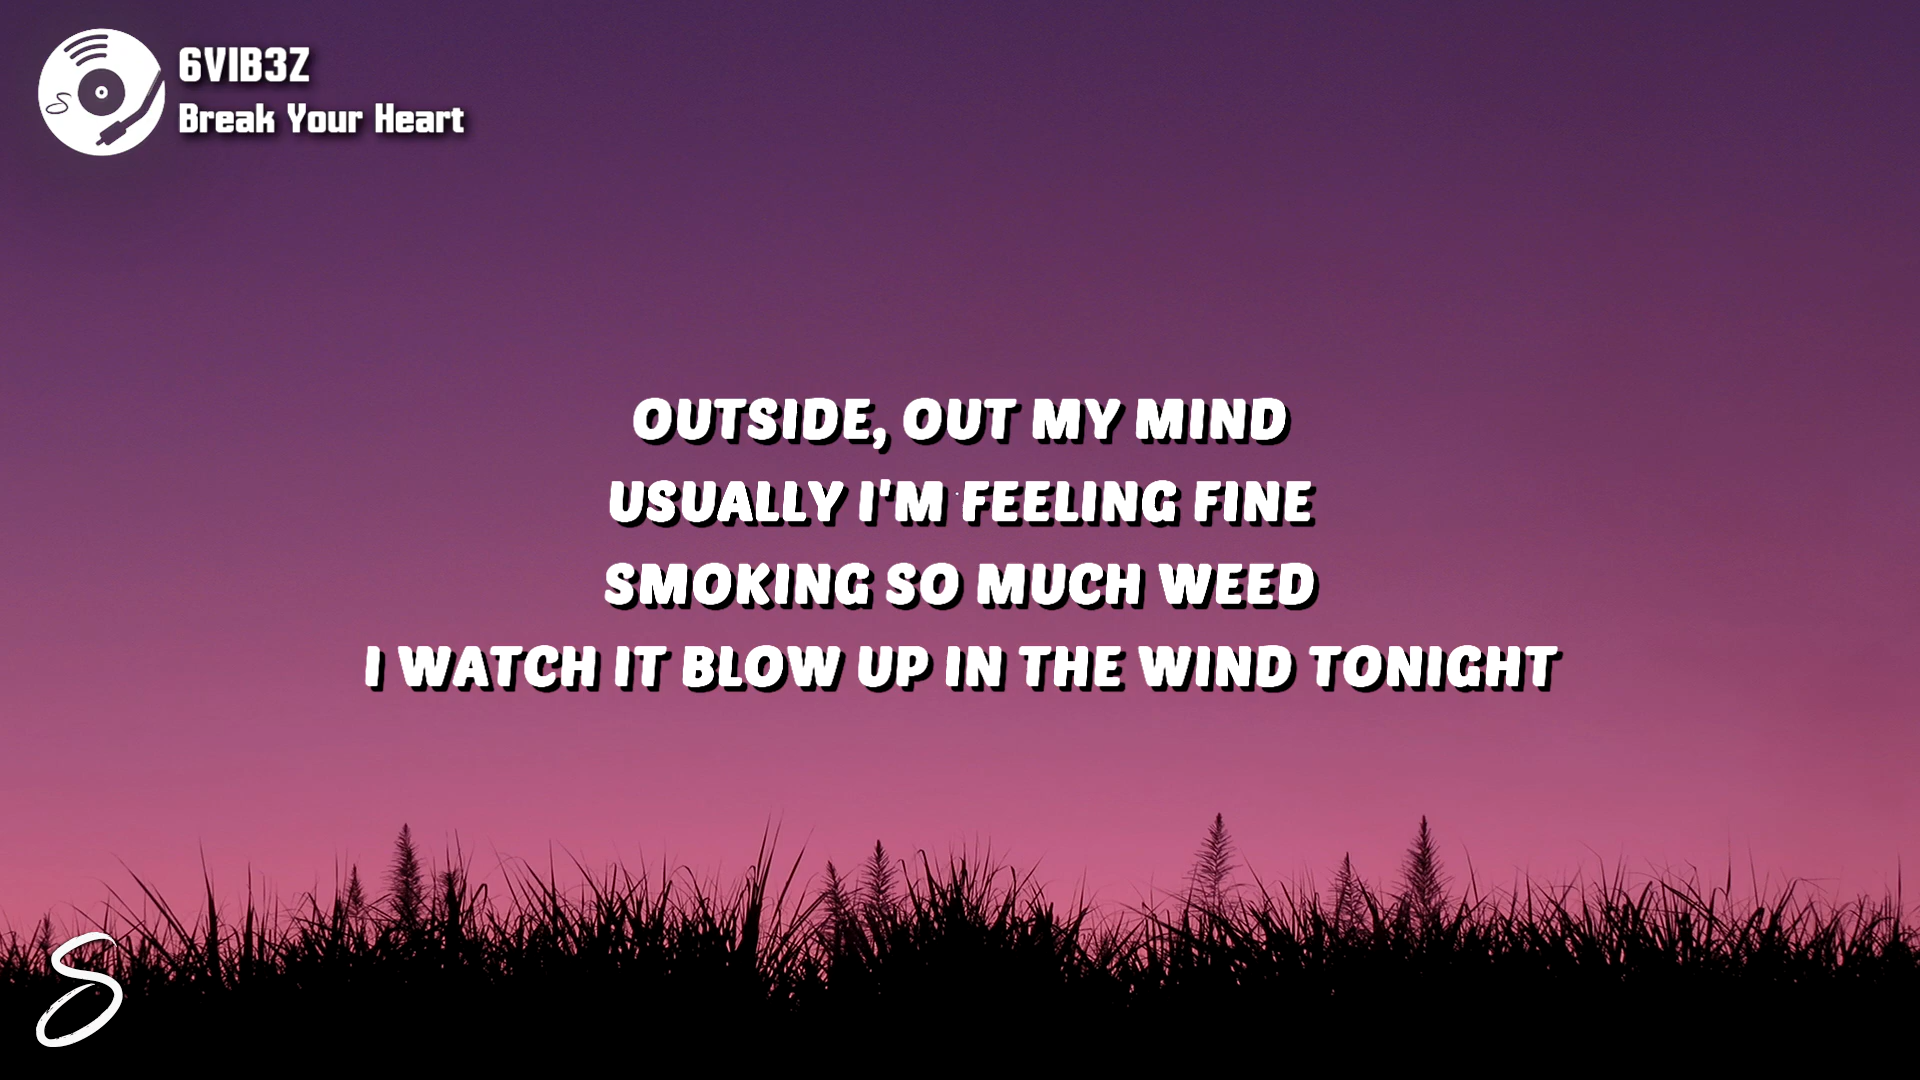 6VIB3Z
Break Your Heart
OUTSIDE, OUT MY MIND
USUALLY I'M FEELING FINE
SMOKING SO MUCH WEED
I WATCH IT BLOW UP IN THE WIND TONIGHT
S